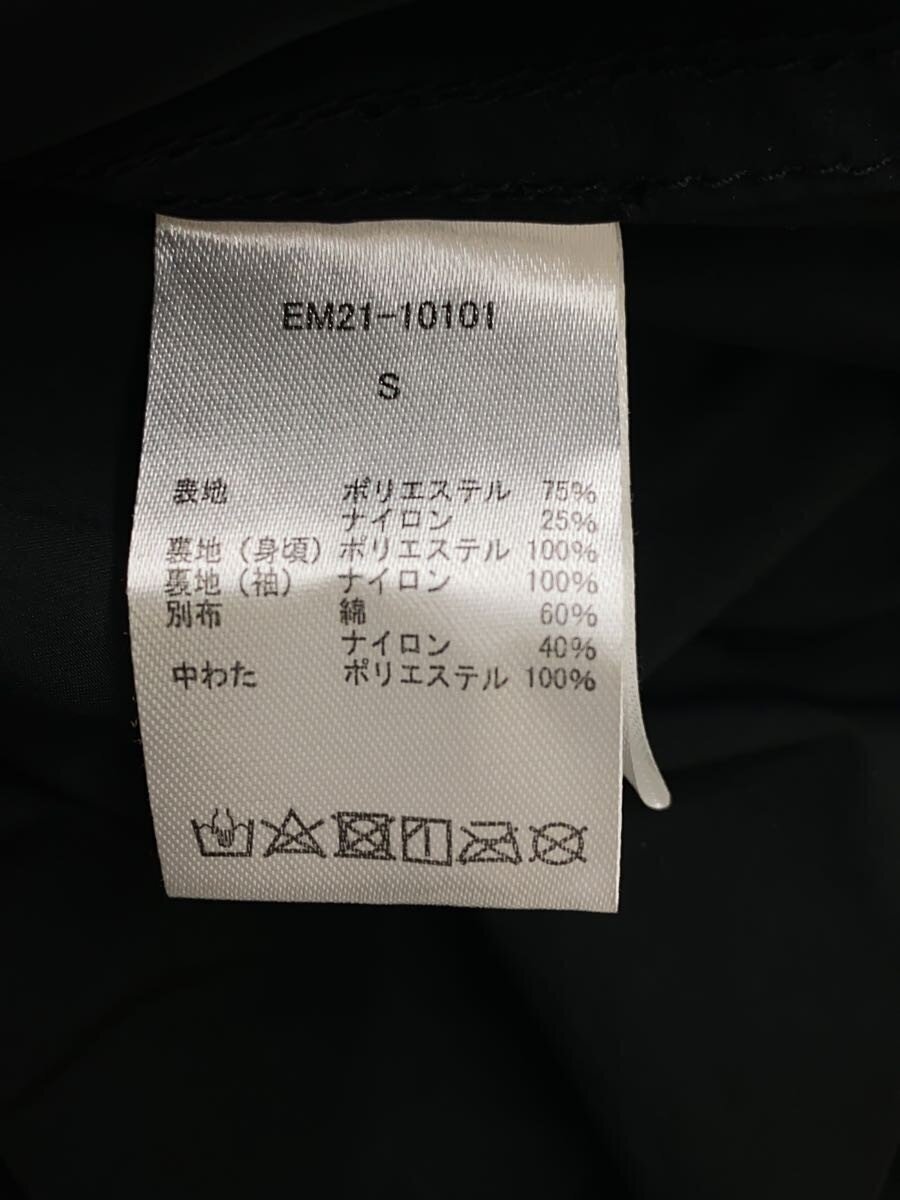 EM21-10101
S
表地 ポリエステル 75%
ナイロン 25%
裏地(身頃) ポリエステル 100%
裏地(袖) ナイロン 100%
別布 綿 60%
ナイロン 40%
中わた ポリエステル 100%